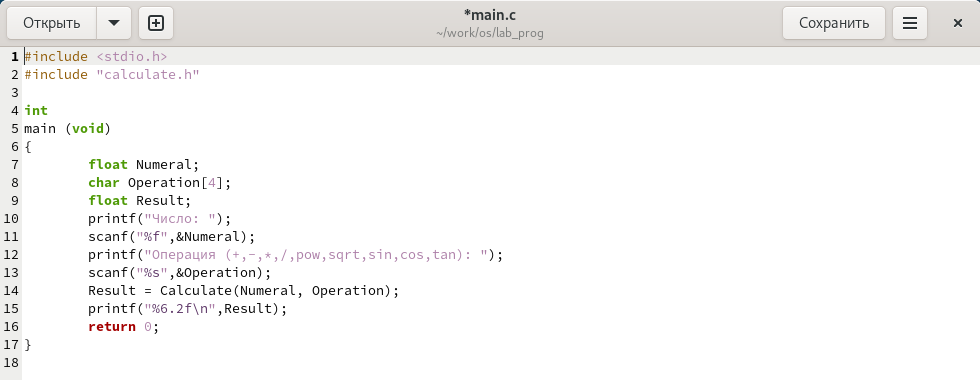 Открыть
*main.c
~/work/os/lab_prog
Сохранить
1 #include <stdio.h>
2 #include "calculate.h"
3
4 int
5 main (void)
6 {
7         float Numeral;
8         char Operation[4];
9         float Result;
10         printf("Число: ");
11         scanf("%f",&Numeral);
12         printf("Операция (+,-,*,/,pow,sqrt,sin,cos,tan): ");
13         scanf("%s",&Operation);
14         Result = Calculate(Numeral, Operation);
15         printf("%6.2f\n",Result);
16         return 0;
17 }
18